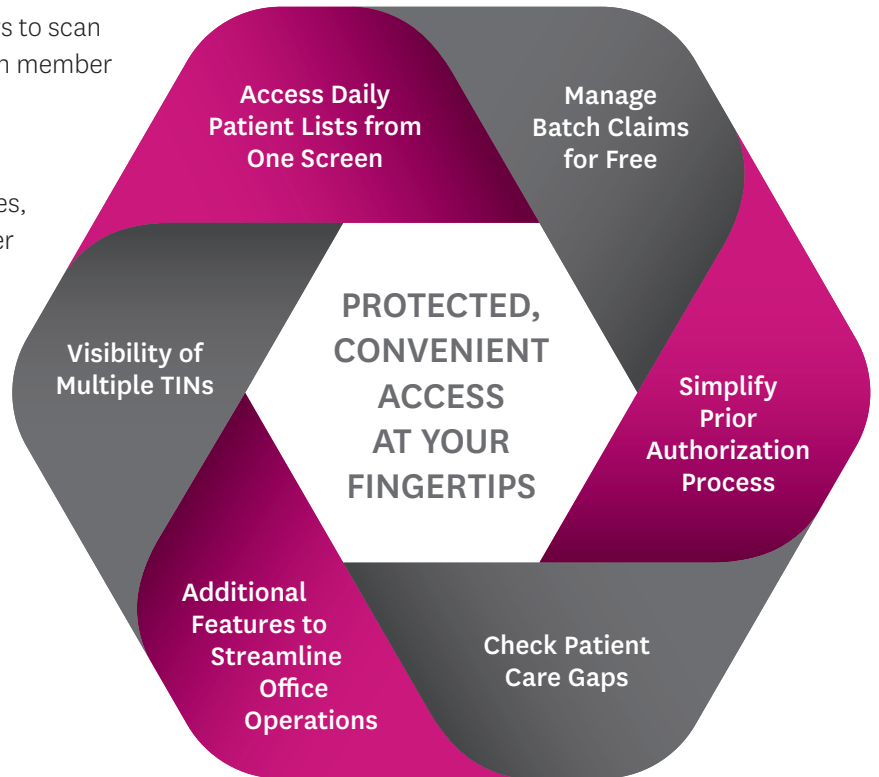 s to scan
n member
es,
er
Access Daily
Patient Lists from
One Screen
Manage
Batch Claims
for Free
Visibility of
Multiple TINs
PROTECTED,
CONVENIENT
ACCESS
AT YOUR
FINGERTIPS
Simplify
Prior
Authorization
Process
Additional
Features to
Streamline
Office
Operations
Check Patient
Care Gaps